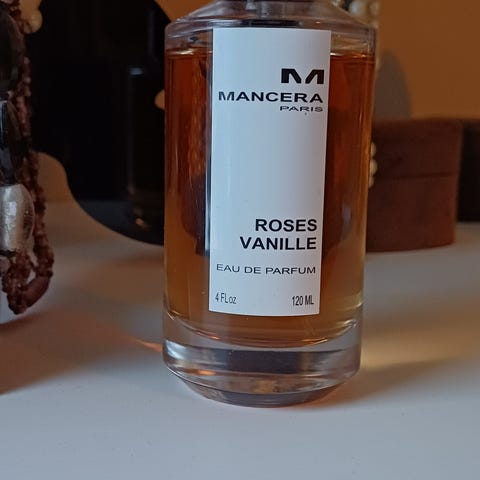 M
MANCERA
PARIS
ROSES
VANILLE
EAU DE PARFUM
4 FLoz 120 ML